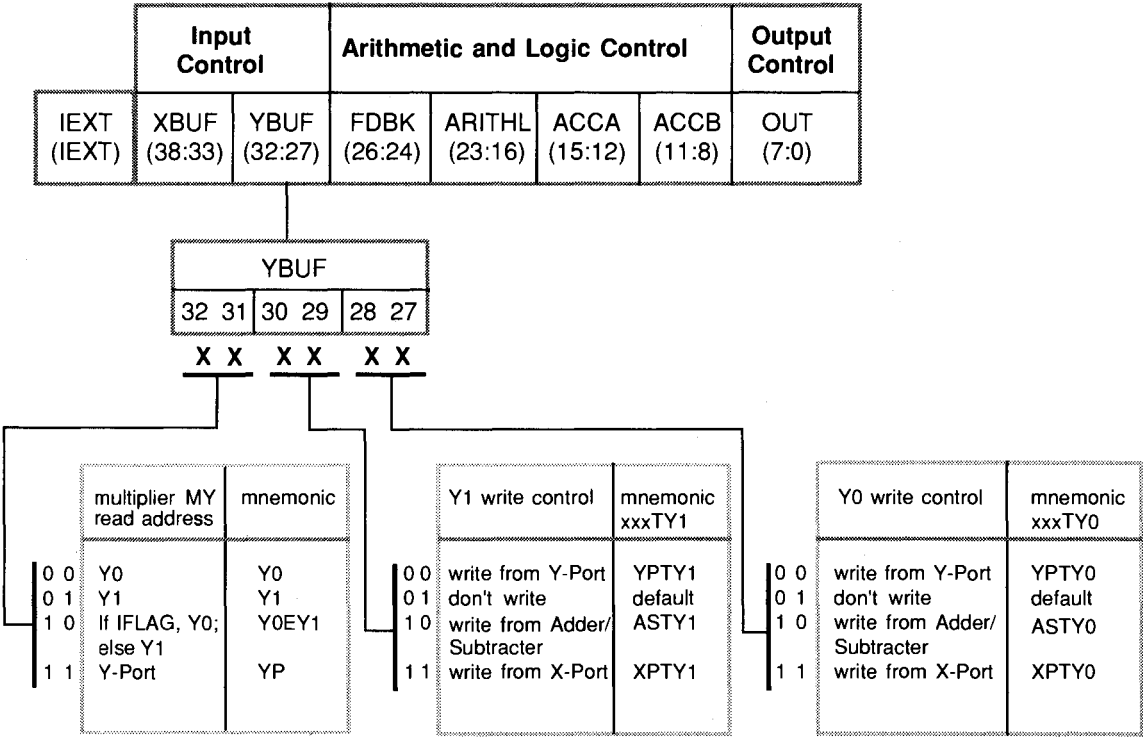 Input Control
Arithmetic and Logic Control
Output Control
IEXT (IEXT)
XBUF (38:33)
YBUF (32:27)
FDBK (26:24)
ARITHL (23:16)
ACCA (15:12)
ACCB (11:8)
OUT (7:0)
YBUF
32 31 30 29 28 27
X X X X X X
multiplier MY read address
mnemonic
0 0 Y0 Y0
0 1 Y1 Y1
1 0 If IFLAG, Y0; else Y1 Y0EY1
1 1 Y-Port YP
Y1 write control
mnemonic xxxTY1
0 0 write from Y-Port YPTY1
0 1 don't write default
1 0 write from Adder/ Subtracter ASTY1
1 1 write from X-Port XPTY1
Y0 write control
mnemonic xxxTY0
0 0 write from Y-Port YPTY0
0 1 don't write default
1 0 write from Adder/ Subtracter ASTY0
1 1 write from X-Port XPTY0